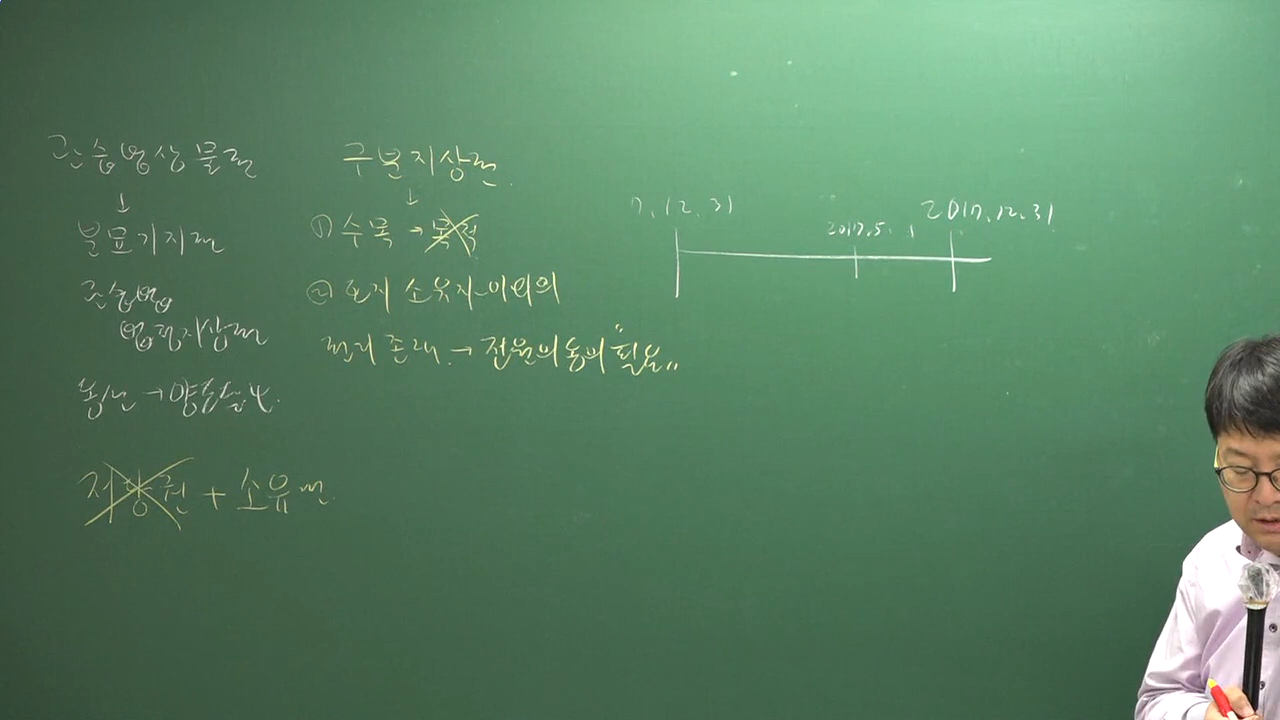 관습법상 물권
↓
분묘기지권
관습법
법정지상권
동산 → 양도담보
지상권 + 소유권
구분지상권
↓
① 수목 → 목적
② 토지 소유자 이외의
권리 존재 → 전원의 동의 "필요"
7.12.31
2017.5. 1
2017.12.31